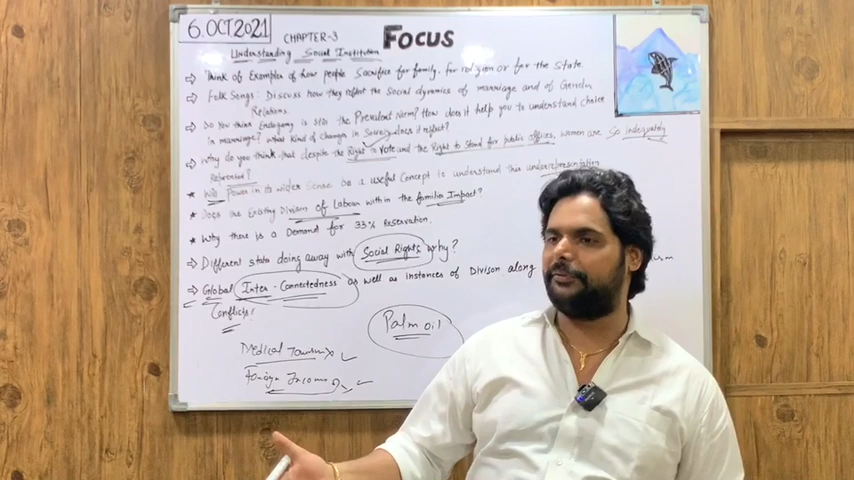 6.OCT2021
CHAPTER-3
FOCUS
Understanding Social Institution
⇒ Think of Examples of how people Sacrifice for family, for religion or for the State.
⇒ Folk Songs: Discuss how they reflect the Social dynamics of marriage and of Gender
Relations.
⇒ Do you think Endogamy is still the Prevalent Norm? How does it help you to understand choice
in marriage? What kind of changes in Society does it reflect?
⇒ Why do you think that despite the Right to vote and the Right to Stand for public offices, women are so inadequately
Represented?
* Will Power in its wider Sense be a useful Concept to understand this underrepresentation
* Does the Existing Division of Labour within the Impact?
* Why there is a Demand for 33% Reservation.
⇒ Different states doing away with Social Rights why?
⇒ Global Inter-Connectedness as well as instances of Divison along
Conflicts?
Palm oil
Medical
Foreign